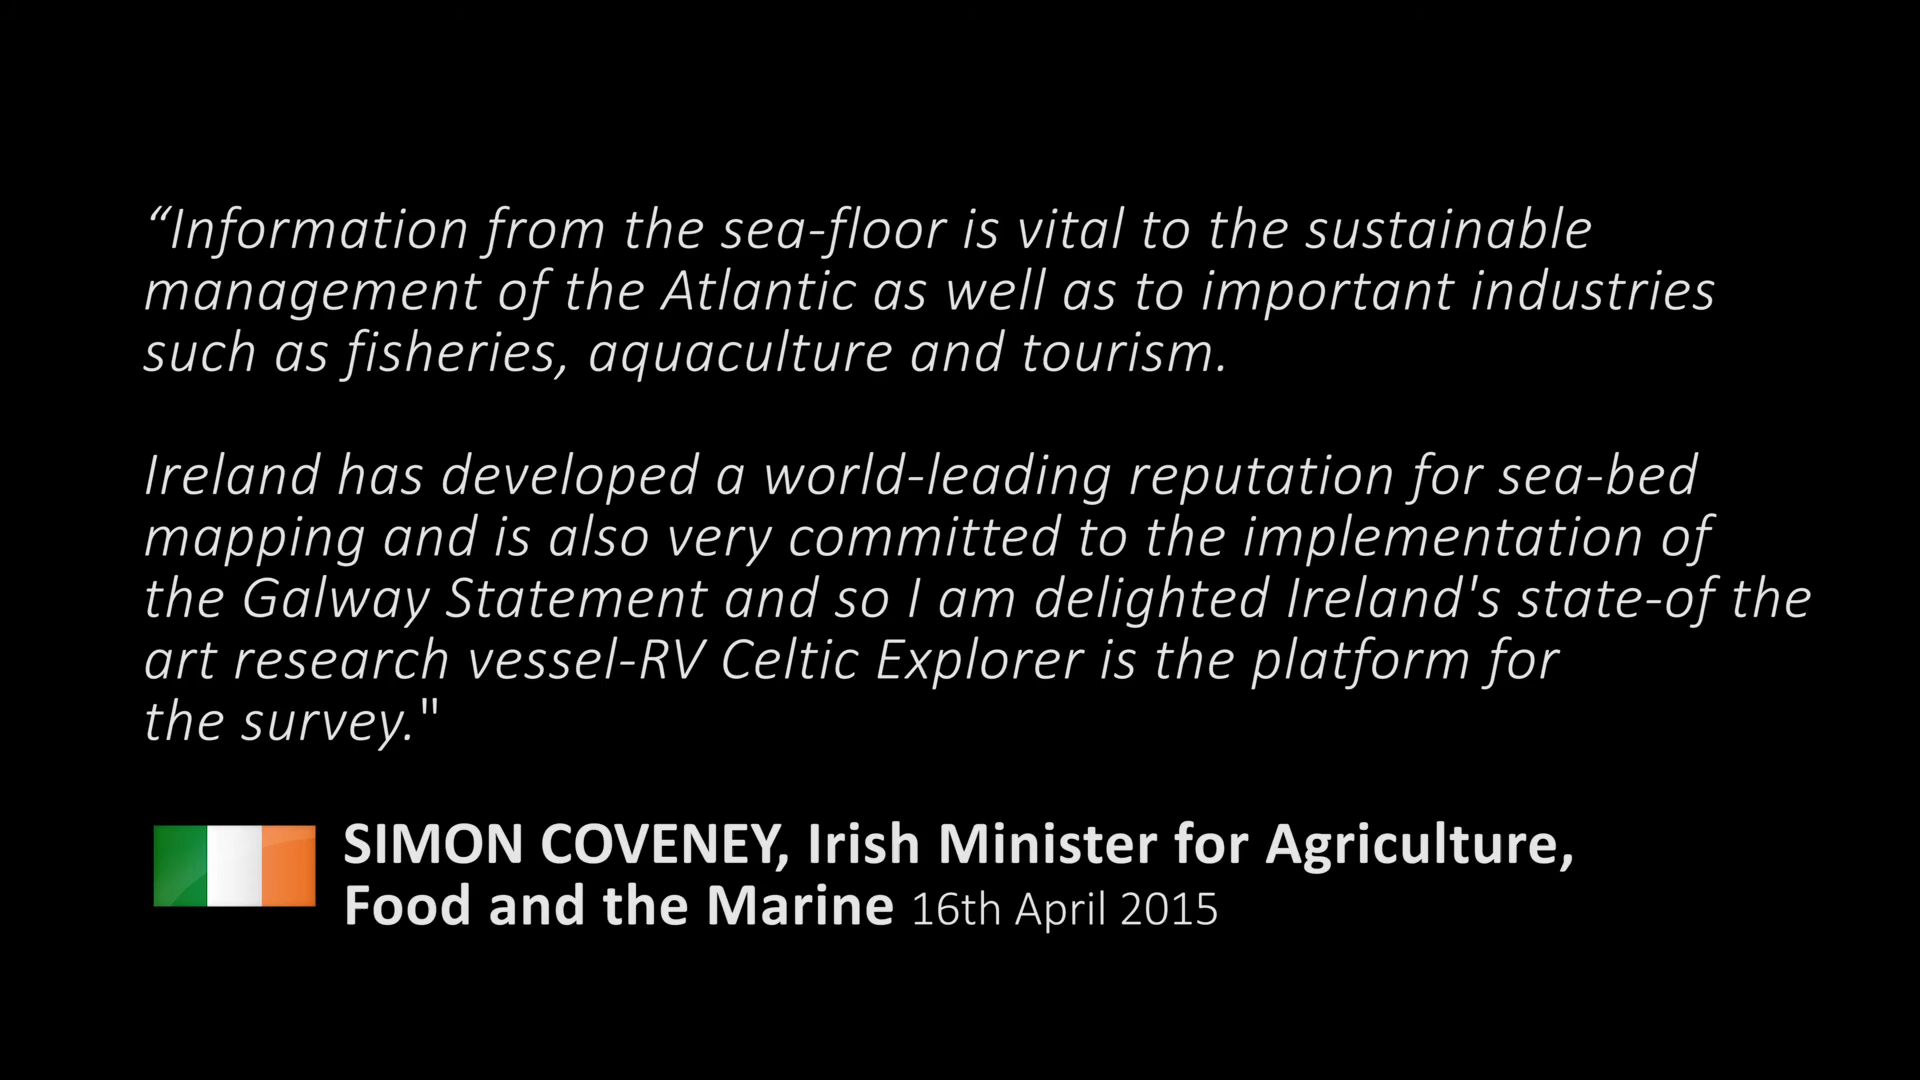 “Information from the sea-floor is vital to the sustainable
management of the Atlantic as well as to important industries
such as fisheries, aquaculture and tourism.
Ireland has developed a world-leading reputation for sea-bed
mapping and is also very committed to the implementation of
the Galway Statement and so I am delighted Ireland's state-of the
art research vessel-RV Celtic Explorer is the platform for
the survey."
SIMON COVENEY, Irish Minister for Agriculture,
Food and the Marine 16th April 2015